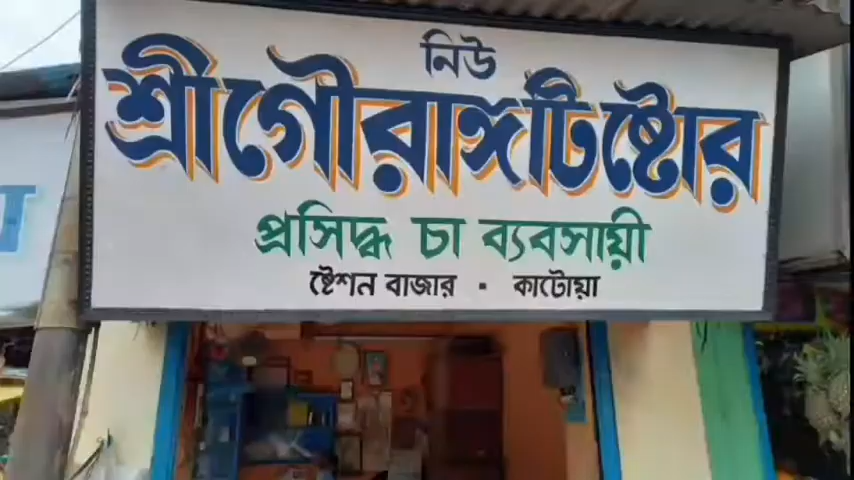 নিউ
শ্রীগৌরাঙ্গটিষ্টোর
প্রসিদ্ধ চা ব্যবসায়ী
ষ্টেশন বাজার · কাটোয়া